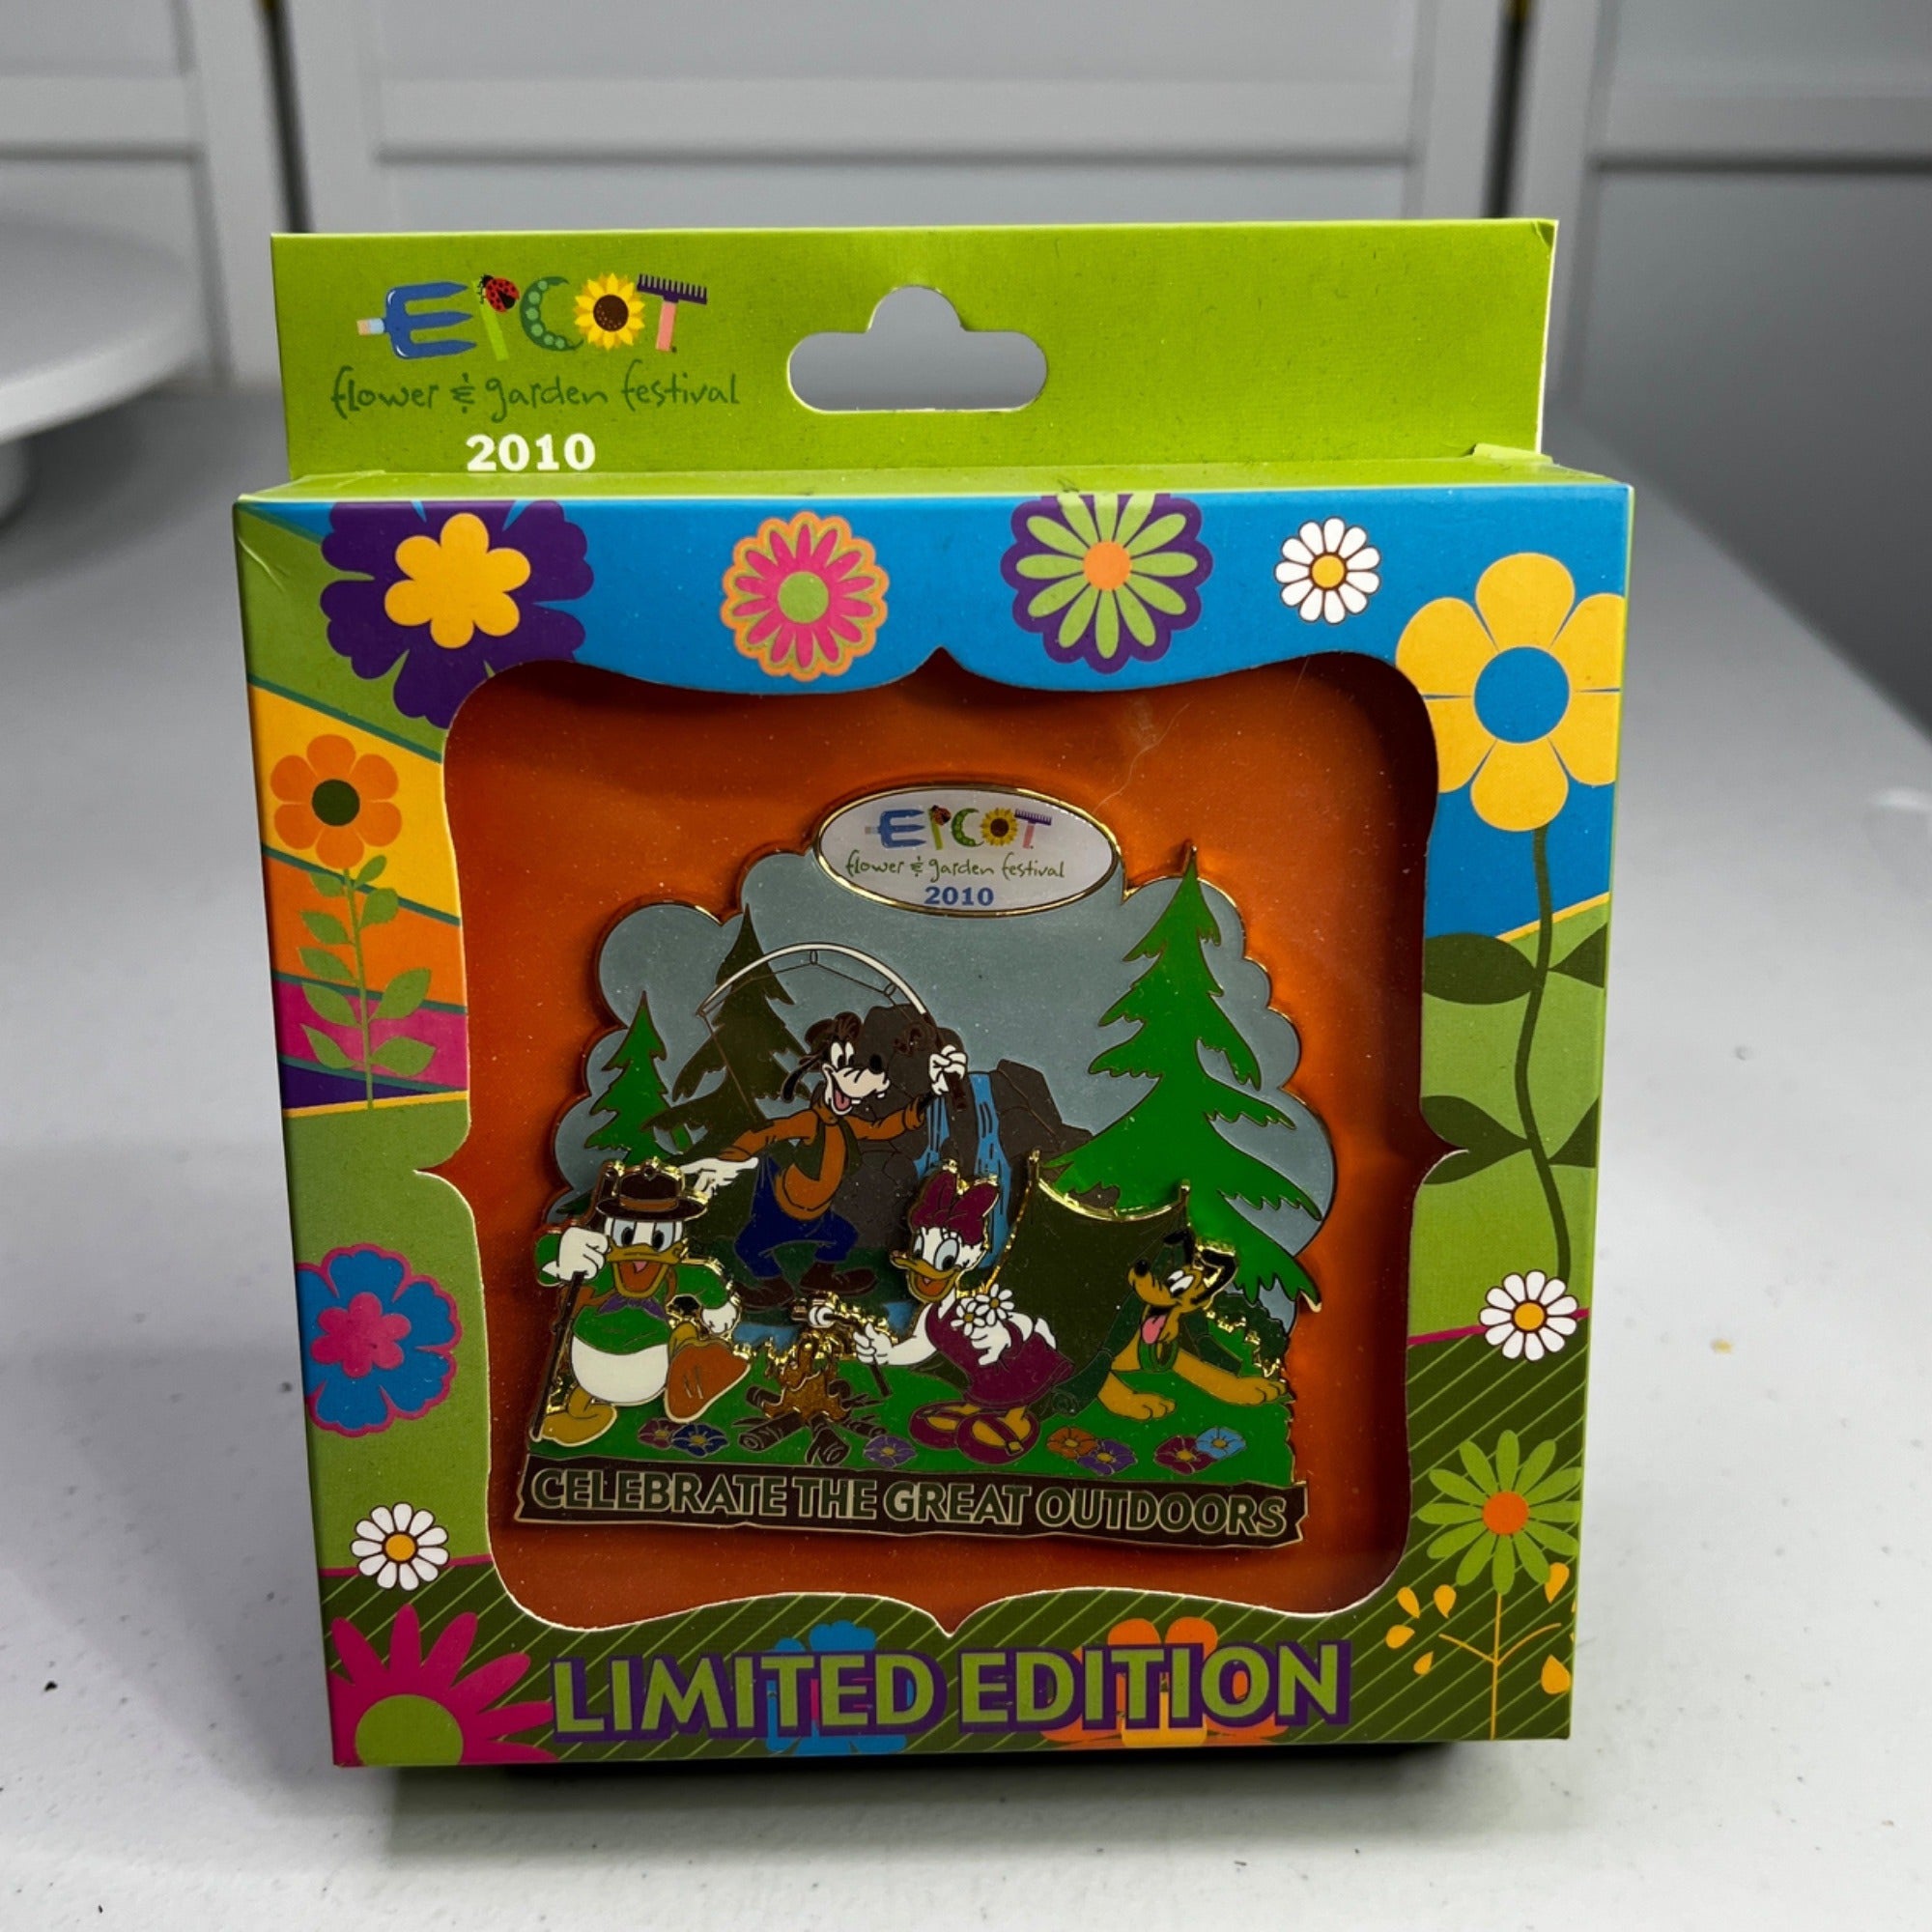 EPCOT
flower & garden festival
2010
EPCOT
flower & garden festival
2010
CELEBRATE THE GREAT OUTDOORS
LIMITED EDITION